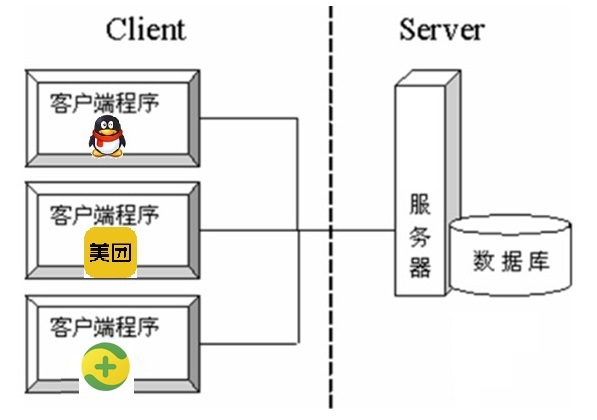 Client
Server
客户端程序
客户端程序
美团
客户端程序
服务器
数据库